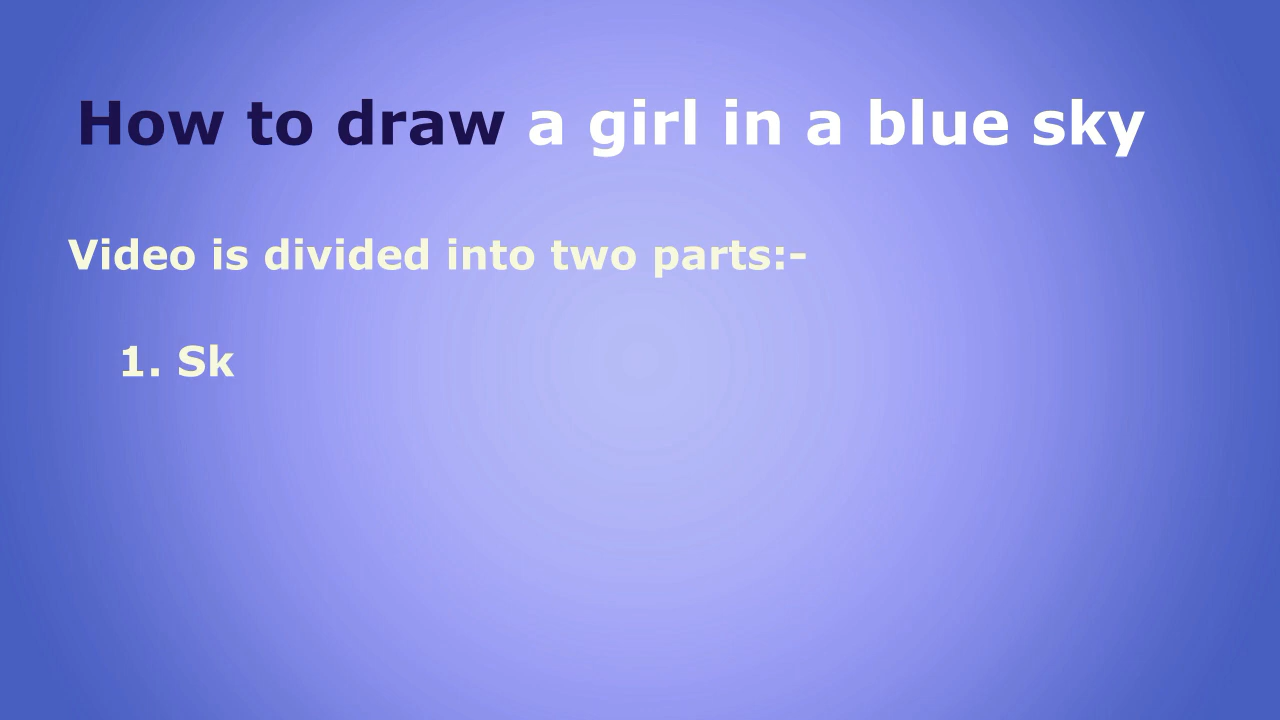 How to draw a girl in a blue sky
Video is divided into two parts:-
1. Sk